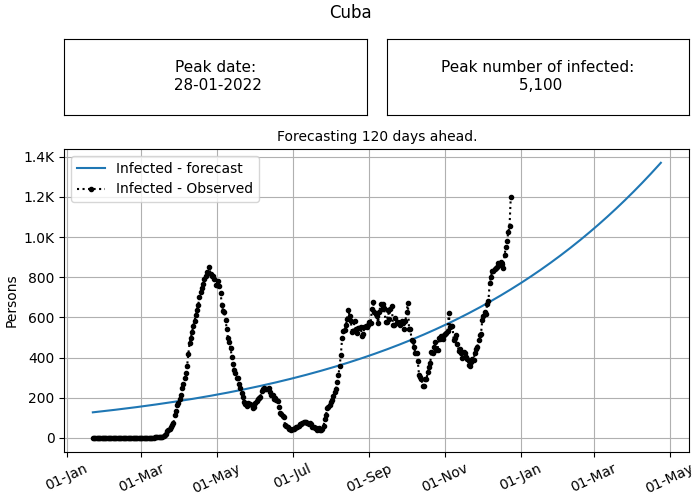 Cuba
Peak date:
28-01-2022
Peak number of infected:
5,100
Forecasting 120 days ahead.
Infected - forecast
Infected - Observed
Persons
1.4K
1.2K
1.0K
800
600
400
200
0
01-Jan
01-Mar
01-May
01-Jul
01-Sep
01-Nov
01-Jan
01-Mar
01-May